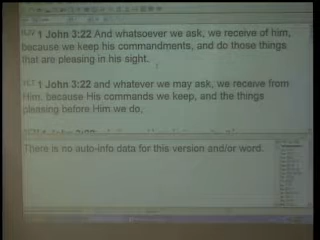 KJV 1 John 3:22 And whatsoever we ask, we receive of him,
because we keep his commandments, and do those things
that are pleasing in his sight.
YLT 1 John 3:22 and whatever we may ask, we receive from
Him, because His commands we keep, and the things
pleasing before Him we do,
There is no auto-info data for this version and/or word.